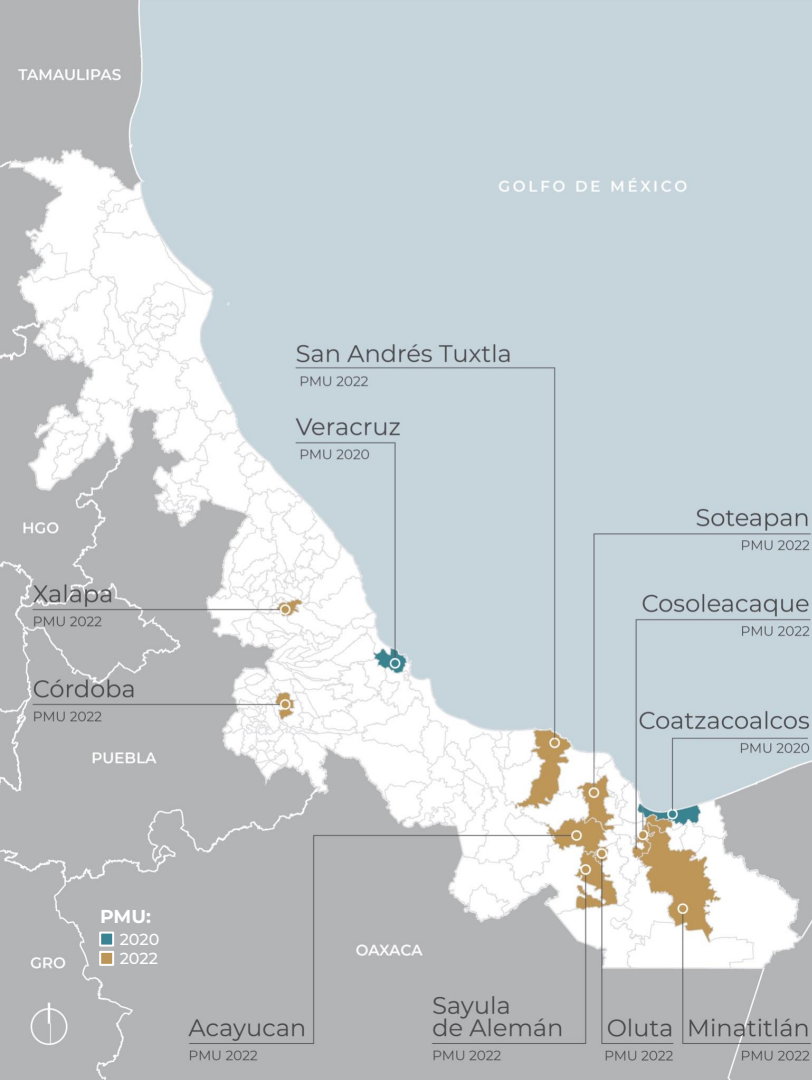 TAMAULIPAS
GOLFO DE MÉXICO
San Andrés Tuxtla
PMU 2022
Veracruz
PMU 2020
Soteapan
PMU 2022
HGO
Xalapa
PMU 2022
Cosoleacaque
PMU 2022
Córdoba
PMU 2022
Coatzacoalcos
PMU 2020
PUEBLA
PMU:
2020
2022
GRO
OAXACA
Acayucan
PMU 2022
Sayula
de Alemán
PMU 2022
Oluta
PMU 2022
Minatitlán
PMU 2022